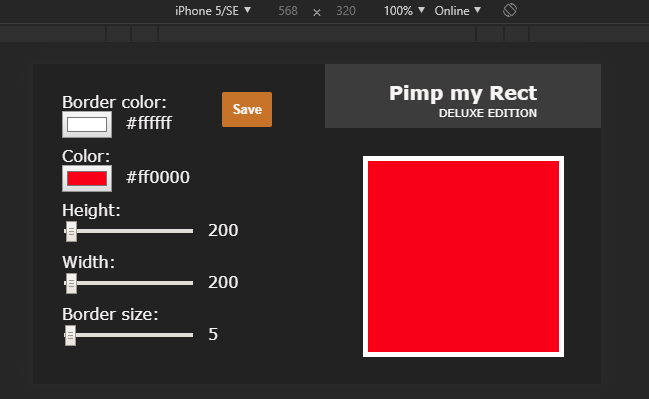 iPhone 5/SE 568 × 320 100% Online
Pimp my Rect
DELUXE EDITION
Border color:
Save
#ffffff
Color:
#ff0000
Height:
200
Width:
200
Border size:
5